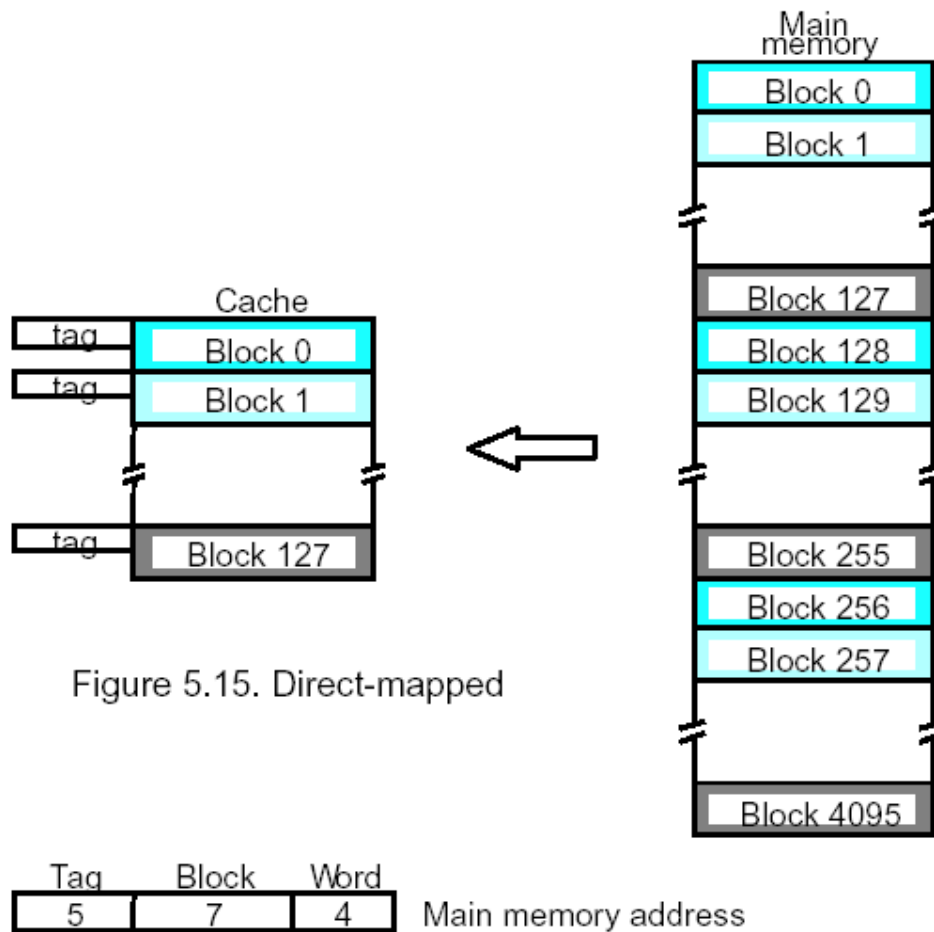 Main
memory
Block 0
Block 1
Block 127
Block 128
Block 129
Block 255
Block 256
Block 257
Block 4095
Cache
tag
Block 0
tag
Block 1
tag
Block 127
Figure 5.15. Direct-mapped
Tag Block Word
5 7 4 Main memory address